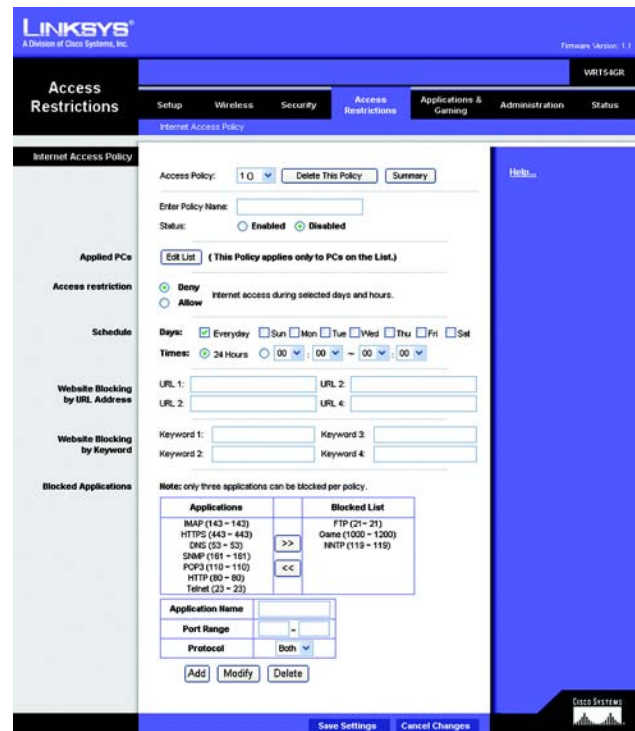 LINKSYS®
A Division of Cisco Systems, Inc.
Firmware Version: 1.1
WRT54GR
Access Restrictions
Setup Wireless Security Access Restrictions Applications & Gaming Administration Status
Internet Access Policy
Internet Access Policy
Access Policy: 1 () Delete This Policy Summary
Help...
Enter Policy Name:
Status: Enabled Disabled
Applied PCs
Edit List ( This Policy applies only to PCs on the List.)
Access restriction
Deny
Allow
Internet access during selected days and hours.
Schedule
Days: Everyday Sun Mon Tue Wed Thu Fri Sat
Times: 24 Hours 00 : 00 ~ 00 : 00
Website Blocking by URL Address
URL 1: URL 2:
URL 2: URL 4:
Website Blocking by Keyword
Keyword 1: Keyword 3:
Keyword 2: Keyword 4:
Blocked Applications
Note: only three applications can be blocked per policy.
Applications Blocked List
IMAP (143 ~ 143) FTP (21 ~ 21)
HTTPS (443 ~ 443) Game (1000 ~ 1200)
DNS (53 ~ 53) >> NNTP (119 ~ 119)
SNMP (161 ~ 161)
POP3 (110 ~ 110) <<
HTTP (80 ~ 80)
Telnet (23 ~ 23)
Application Name
Port Range ~
Protocol Both
Add Modify Delete
Save Settings Cancel Changes
CISCO SYSTEMS